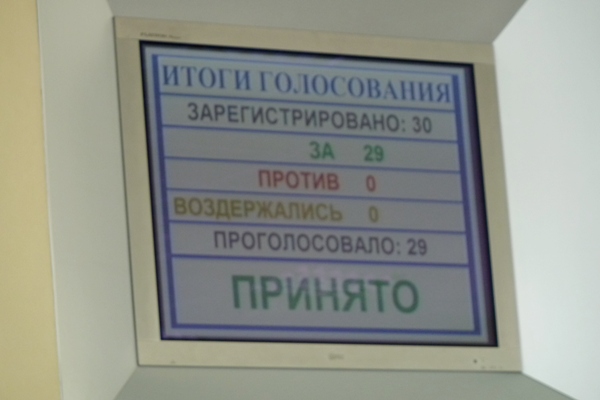 ИТОГИ ГОЛОСОВАНИЯ
ЗАРЕГИСТРИРОВАНО: 30
ЗА 29
ПРОТИВ 0
ВОЗДЕРЖАЛИСЬ 0
ПРОГОЛОСОВАЛО: 29
ПРИНЯТО